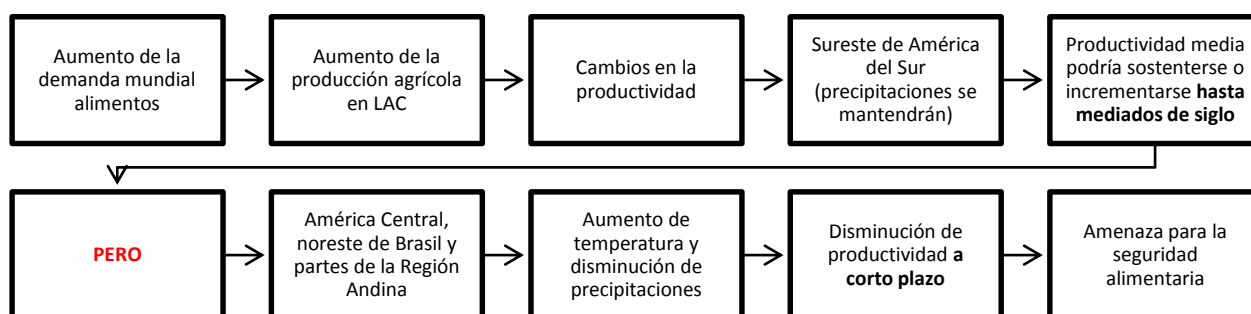 Aumento de la
demanda mundial
alimentos
Aumento de la
producción agrícola
en LAC
Cambios en la
productividad
Sureste de América
del Sur
(precipitaciones se
mantendrán)
Productividad media
podría sostenterse o
incrementarse hasta
mediados de siglo
PERO
América Central,
noreste de Brasil y
partes de la Región
Andina
Aumento de
temperatura y
disminución de
precipitaciones
Disminución de
productividad a
corto plazo
Amenaza para la
seguridad
alimentaria